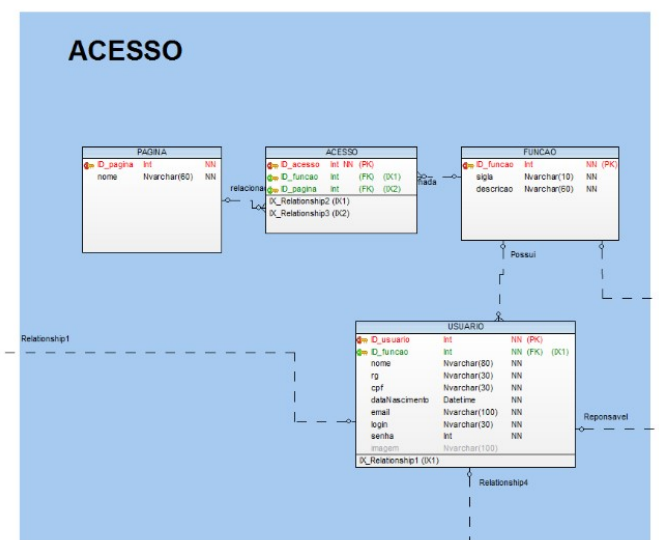 ACESSO
PAGINA
ID_pagina Int NN
nome Nvarchar(60) NN
ACESSO
ID_acesso Int NN (PK)
ID_funcao Int (FK) (IX1)
ID_pagina Int (FK) (IX2)
IX_Relationship2 (IX1)
IX_Relationship3 (IX2)
FUNCAO
ID_funcao Int NN (PK)
sigla Nvarchar(10) NN
descricao Nvarchar(60) NN
Possui
Relationship1
USUARIO
ID_usuario Int NN (PK)
ID_funcao Int NN (FK) (IX1)
nome Nvarchar(80) NN
rg Nvarchar(30) NN
cpf Nvarchar(30) NN
dataNascimento Datetime NN
email Nvarchar(100) NN
login Nvarchar(30) NN
senha Int NN
imagem Nvarchar(100)
IX_Relationship1 (IX1)
Reponsavel
Relationship4